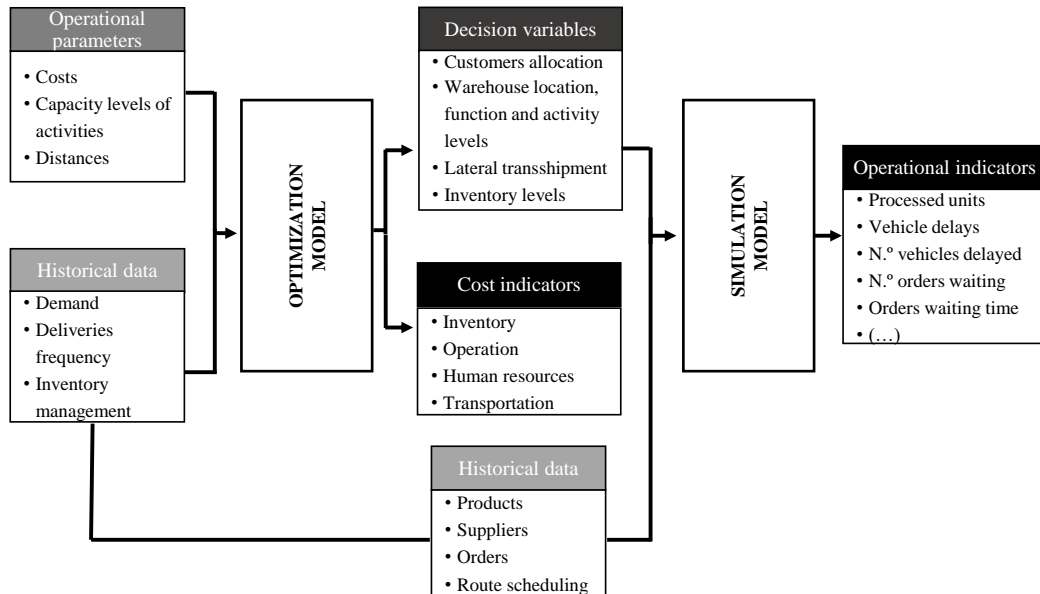 Operational
parameters
• Costs
• Capacity levels of
activities
• Distances
Historical data
• Demand
• Deliveries
frequency
• Inventory
management
OPTIMIZATION
MODEL
Decision variables
• Customers allocation
• Warehouse location,
function and activity
levels
• Lateral transshipment
• Inventory levels
Cost indicators
• Inventory
• Operation
• Human resources
• Transportation
Historical data
• Products
• Suppliers
• Orders
• Route scheduling
SIMULATION
MODEL
Operational indicators
• Processed units
• Vehicle delays
• N.º vehicles delayed
• N.º orders waiting
• Orders waiting time
• (…)